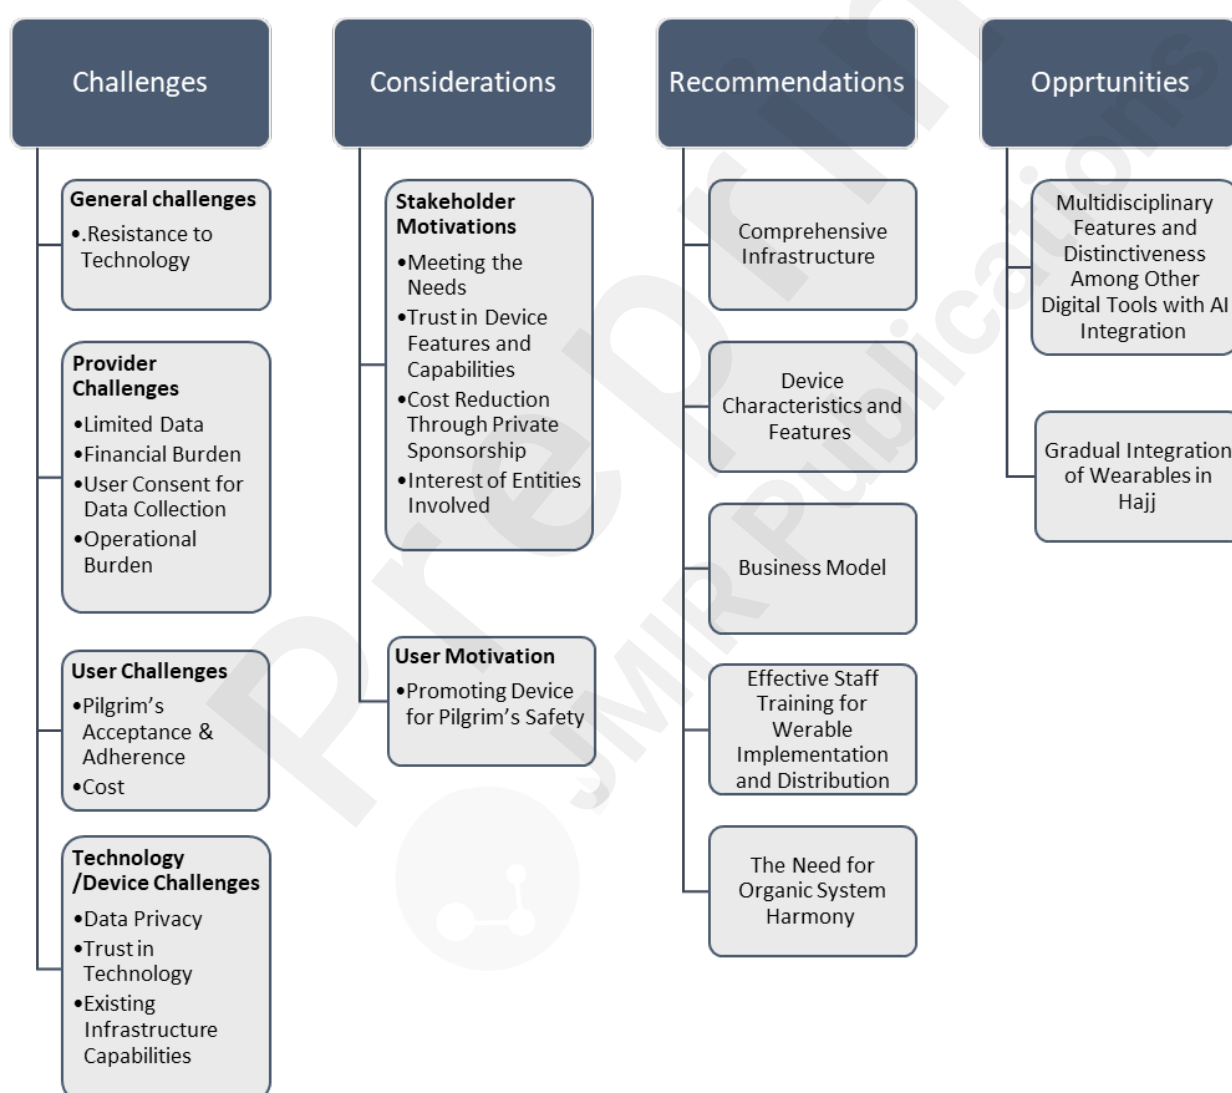 Challenges
General challenges
•.Resistance to
Technology
Provider
Challenges
•Limited Data
•Financial Burden
•User Consent for
Data Collection
•Operational
Burden
User Challenges
•Pilgrim's
Acceptance &
Adherence
•Cost
Technology
/Device Challenges
•Data Privacy
•Trust in
Technology
•Existing
Infrastructure
Capabilities
Considerations
Stakeholder
Motivations
•Meeting the
Needs
•Trust in Device
Features and
Capabilities
•Cost Reduction
Through Private
Sponsorship
•Interest of Entities
Involved
User Motivation
•Promoting Device
for Pilgrim's Safety
Recommendations
Comprehensive
Infrastructure
Device
Characteristics and
Features
Business Model
Effective Staff
Training for
Werable
Implementation
and Distribution
The Need for
Organic System
Harmony
Opprtunities
Multidisciplinary
Features and
Distinctiveness
Among Other
Digital Tools with AI
Integration
Gradual Integration
of Wearables in
Hajj
Preprin
JMIR Publications